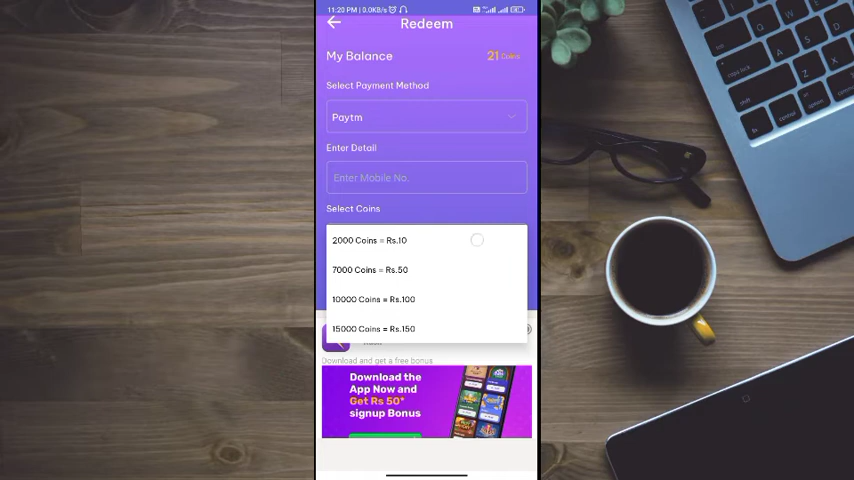 11:20 PM | 0.0KB/s
Redeem
My Balance
21 Coins
Select Payment Method
Paytm
Enter Detail
Enter Mobile No.
Select Coins
2000 Coins = Rs.10
7000 Coins = Rs.50
10000 Coins = Rs.100
15000 Coins = Rs.150
Download and get a free bonus
Download the
App Now and
Get Rs 50*
signup Bonus